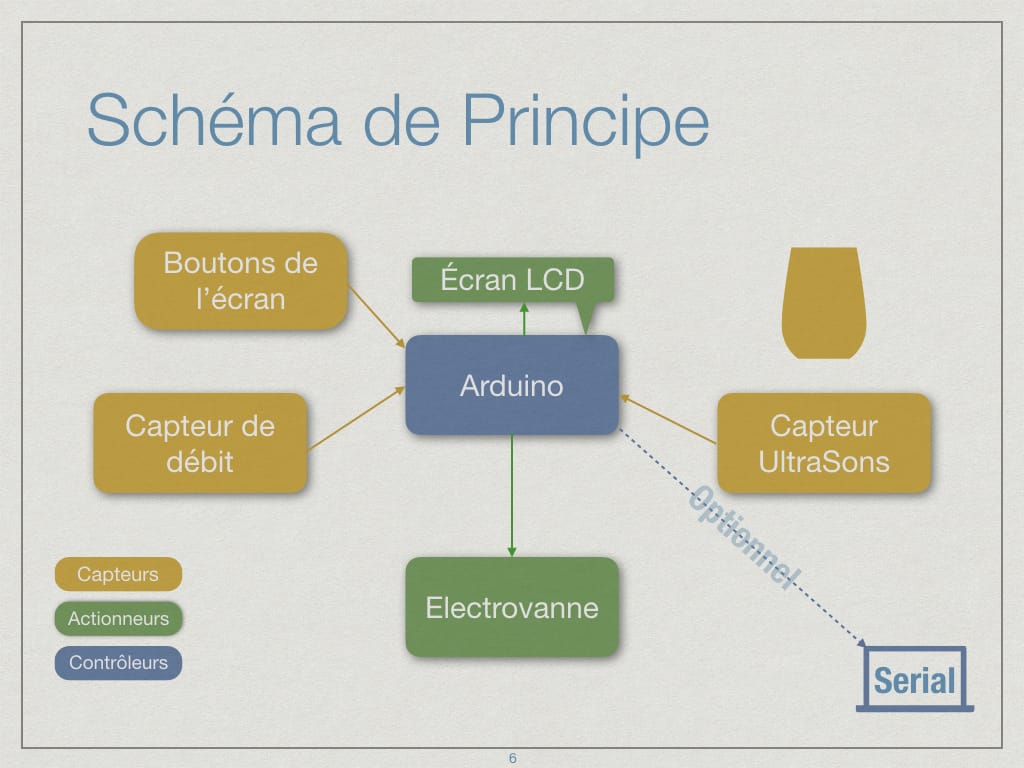 Schéma de Principe
Boutons de
l’écran
Écran LCD
Arduino
Capteur de
débit
Capteur
UltraSons
Optionnel
Capteurs
Actionneurs
Contrôleurs
Electrovanne
Serial
6